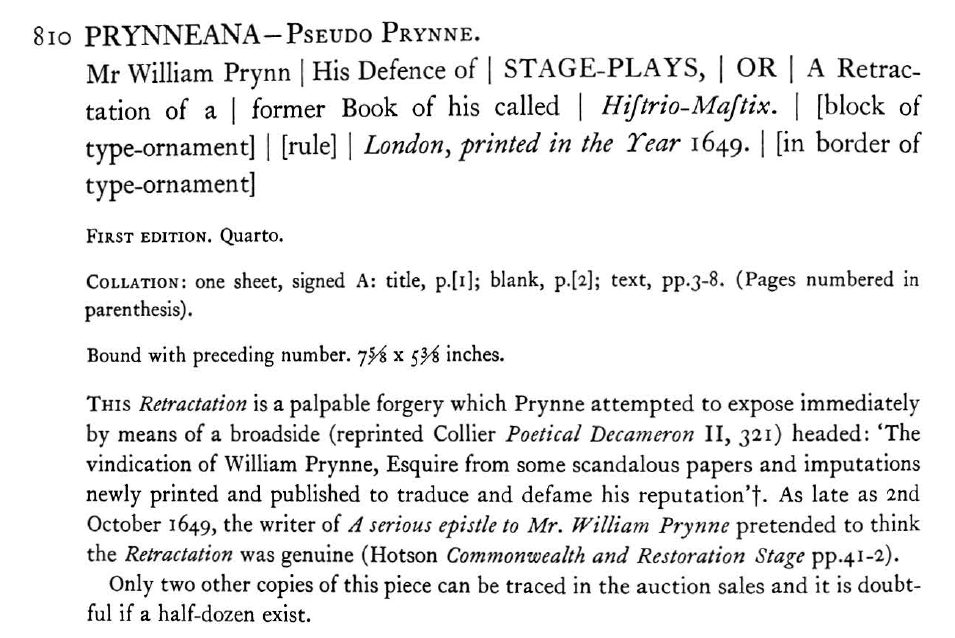 810 PRYNNEANA—PSEUDO PRYNNE.
Mr William Prynn | His Defence of | STAGE-PLAYS, | OR | A Retrac-
tation of a | former Book of his called | Hiſtrio-Maſtix. | [block of
type-ornament] | [rule] | London, printed in the Year 1649. | [in border of
type-ornament]
FIRST EDITION. Quarto.
COLLATION: one sheet, signed A: title, p.[1]; blank, p.[2]; text, pp.3-8. (Pages numbered in
parenthesis).
Bound with preceding number. 7⅝ x 5⅜ inches.
THIS Retractation is a palpable forgery which Prynne attempted to expose immediately
by means of a broadside (reprinted Collier Poetical Decameron II, 321) headed: ‘The
vindication of William Prynne, Esquire from some scandalous papers and imputations
newly printed and published to traduce and defame his reputation’†. As late as 2nd
October 1649, the writer of A serious epistle to Mr. William Prynne pretended to think
the Retractation was genuine (Hotson Commonwealth and Restoration Stage pp.41-2).
Only two other copies of this piece can be traced in the auction sales and it is doubt-
ful if a half-dozen exist.